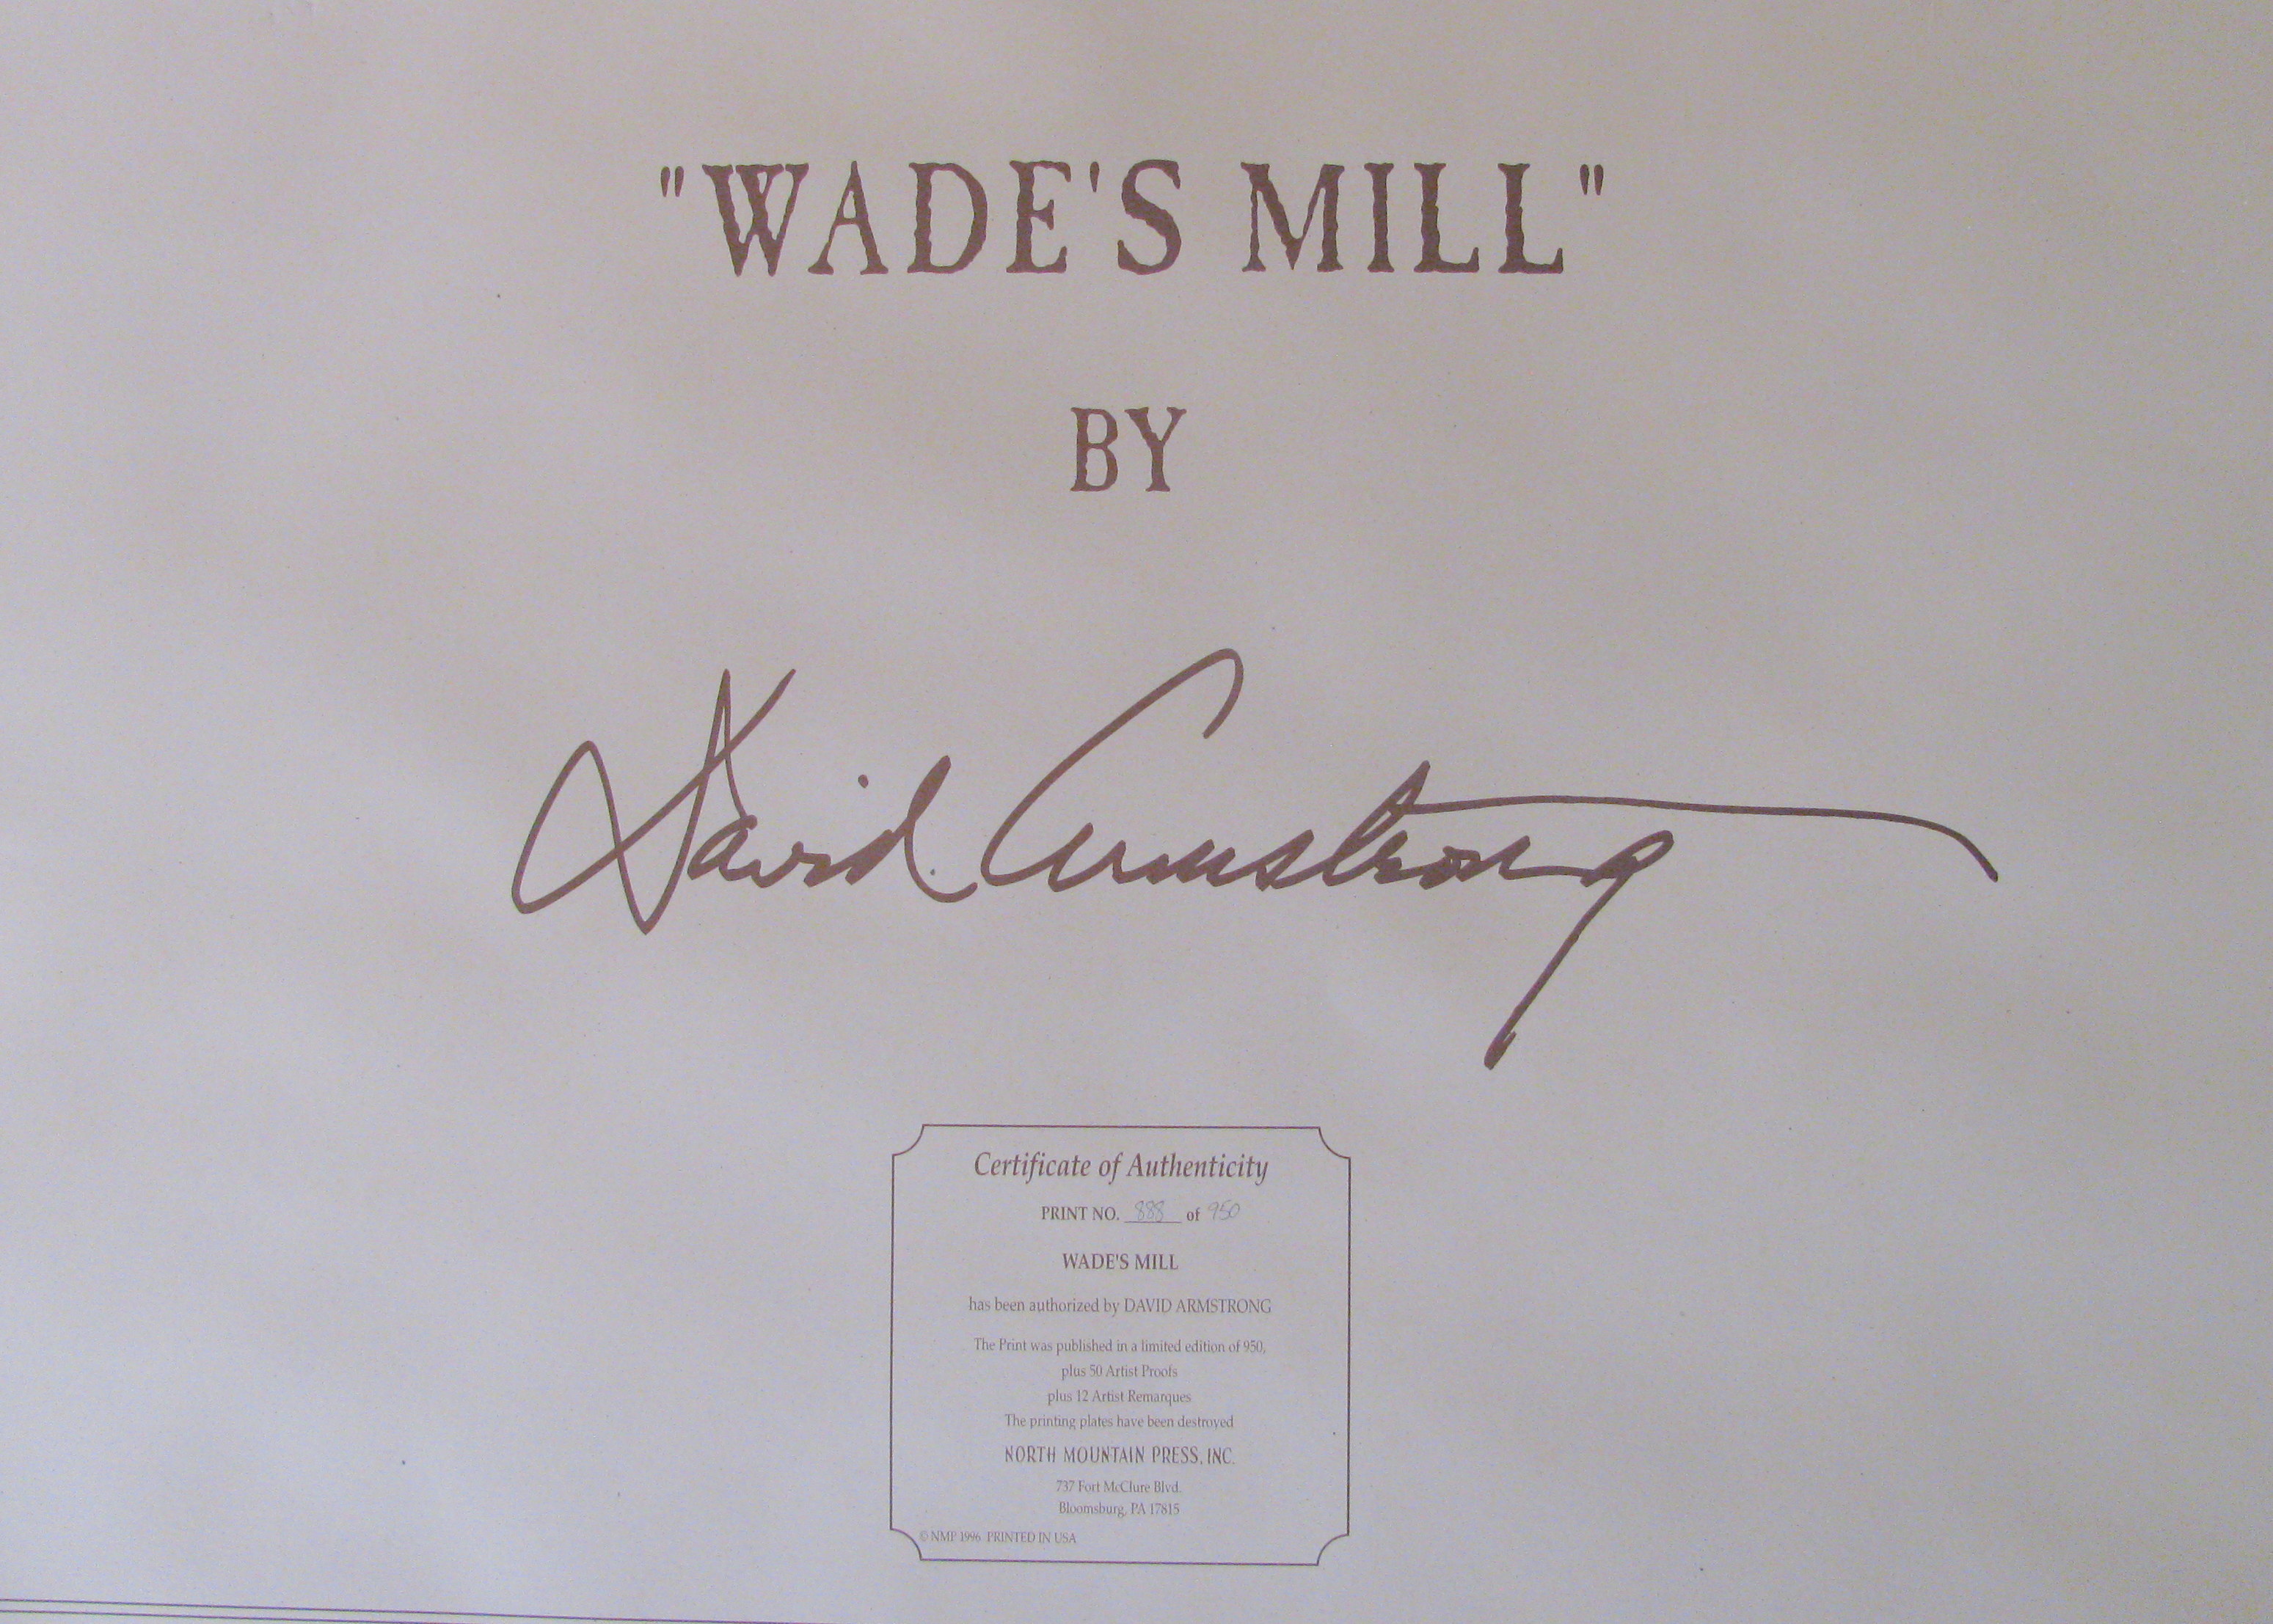 "WADE'S MILL"
BY
David Armstrong
Certificate of Authenticity
PRINT NO. 888 of 950
WADE'S MILL
has been authorized by DAVID ARMSTRONG
The Print was published in a limited edition of 950,
plus 50 Artist Proofs
plus 12 Artist Remarques
The printing plates have been destroyed
NORTH MOUNTAIN PRESS, INC.
737 Fort McClure Blvd.
Bloomsburg, PA 17815
© NMP 1996 PRINTED IN USA